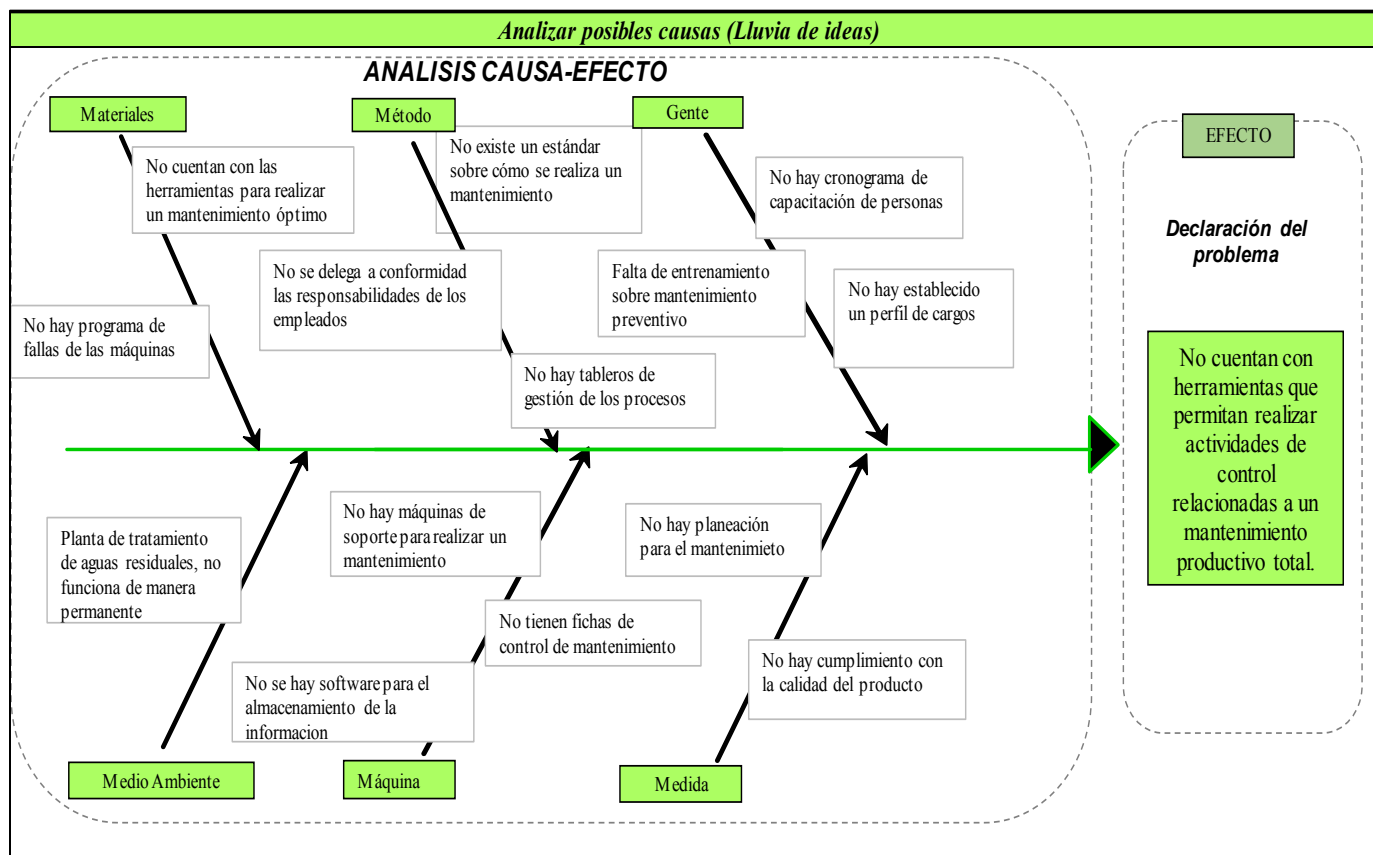 Analizar posibles causas (Lluvia de ideas)
ANALISIS CAUSA-EFECTO
Materiales
Método
Gente
No cuentan con las
herramientas para realizar
un mantenimiento óptimo
No existe un estándar
sobre cómo se realiza un
mantenimiento
No hay cronograma de
capacitación de personas
No se delega a conformidad
las responsabilidades de los
empleados
Falta de entrenamiento
sobre mantenimiento
preventivo
No hay establecido
un perfil de cargos
No hay programa de
fallas de las máquinas
No hay tableros de
gestión de los procesos
Planta de tratamiento
de aguas residuales, no
funciona de manera
permanente
No hay máquinas de
soporte para realizar un
mantenimiento
No hay planeación
para el mantenimieto
No tienen fichas de
control de mantenimiento
No se hay software para el
almacenamiento de la
informacion
No hay cumplimiento con
la calidad del producto
Medio Ambiente
Máquina
Medida
EFECTO
Declaración del
problema
No cuentan con
herramientas que
permitan realizar
actividades de
control
relacionadas a un
mantenimiento
productivo total.